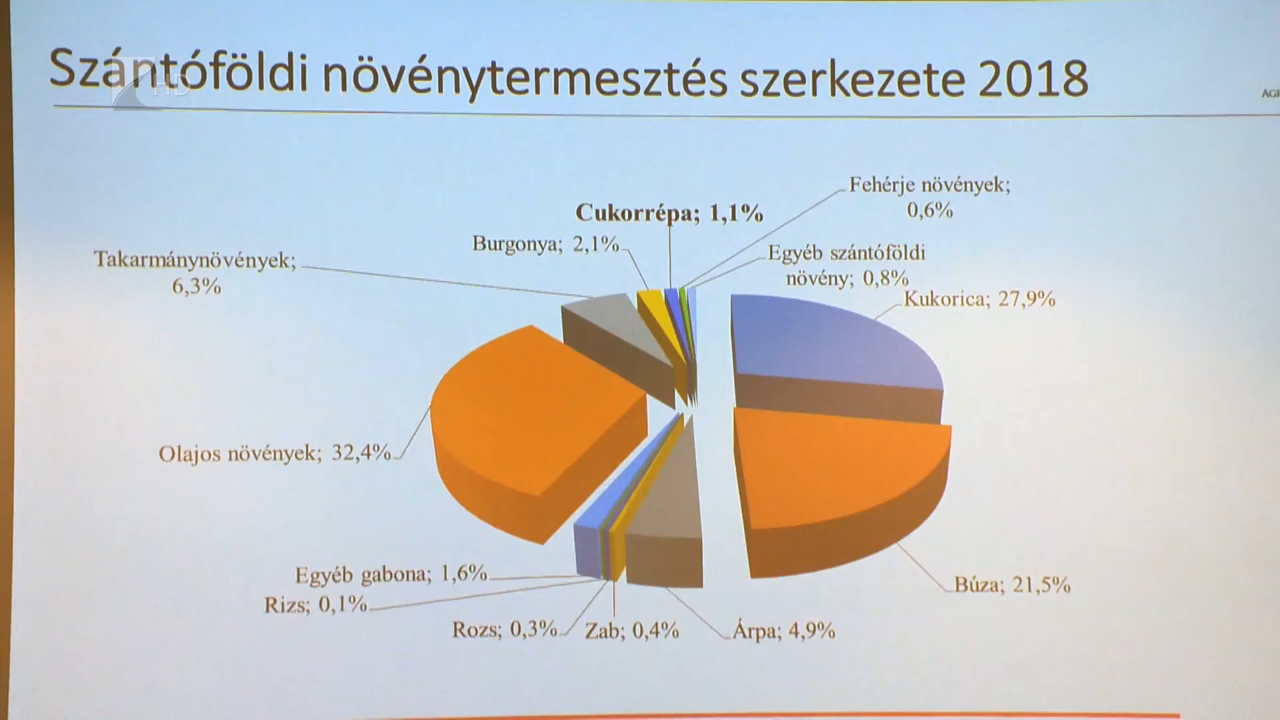 Szántóföldi növénytermesztés szerkezete 2018
HD
Fehérje növények;
0,6%
Cukorrépa; 1,1%
Burgonya; 2,1%
Egyéb szántóföldi
növény; 0,8%
Takarmánynövények;
6,3%
Kukorica; 27,9%
Olajos növények; 32,4%
Egyéb gabona; 1,6%
Búza; 21,5%
Rizs; 0,1%
Rozs; 0,3%
Zab; 0,4%
Árpa; 4,9%